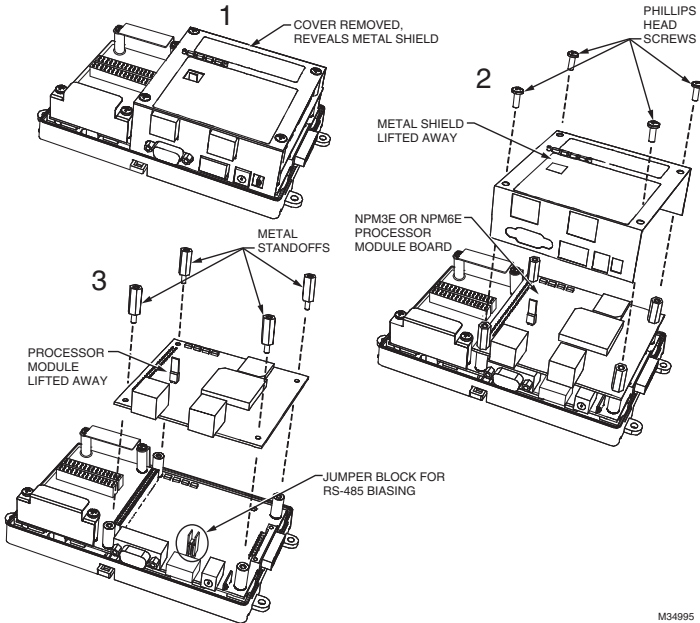 1
COVER REMOVED,
REVEALS METAL SHIELD
2
PHILLIPS
HEAD
SCREWS
METAL SHIELD
LIFTED AWAY
NPM3E OR NPM6E
PROCESSOR
MODULE BOARD
3
METAL
STANDOFFS
PROCESSOR
MODULE
LIFTED AWAY
JUMPER BLOCK FOR
RS-485 BIASING
M34995